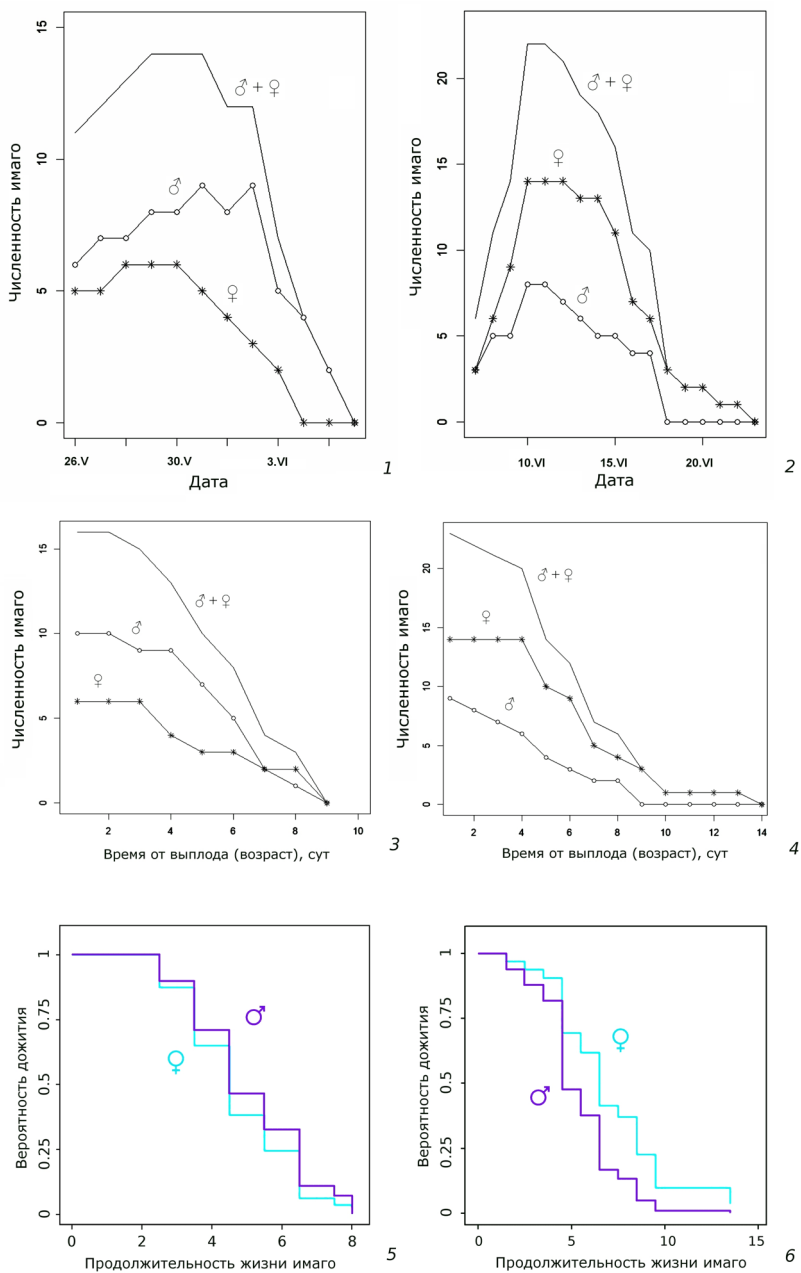 Численность имаго
15
10
5
0
♂ + ♀
♂
♀
26.V 30.V 3.VI
Дата
1
Численность имаго
20
15
10
5
0
♂ + ♀
♀
♂
10.VI 15.VI 20.VI
Дата
2
Численность имаго
15
10
5
0
♂ + ♀
♂
♀
2 4 6 8 10
Время от выплода (возраст), сут
3
Численность имаго
20
15
10
5
0
♂ + ♀
♀
♂
2 4 6 8 10 12 14
Время от выплода (возраст), сут
4
Вероятность дожития
1
0.75
0.5
0.25
0
♂
♀
0 2 4 6 8
Продолжительность жизни имаго
5
Вероятность дожития
1
0.75
0.5
0.25
0
♀
♂
0 5 10 15
Продолжительность жизни имаго
6